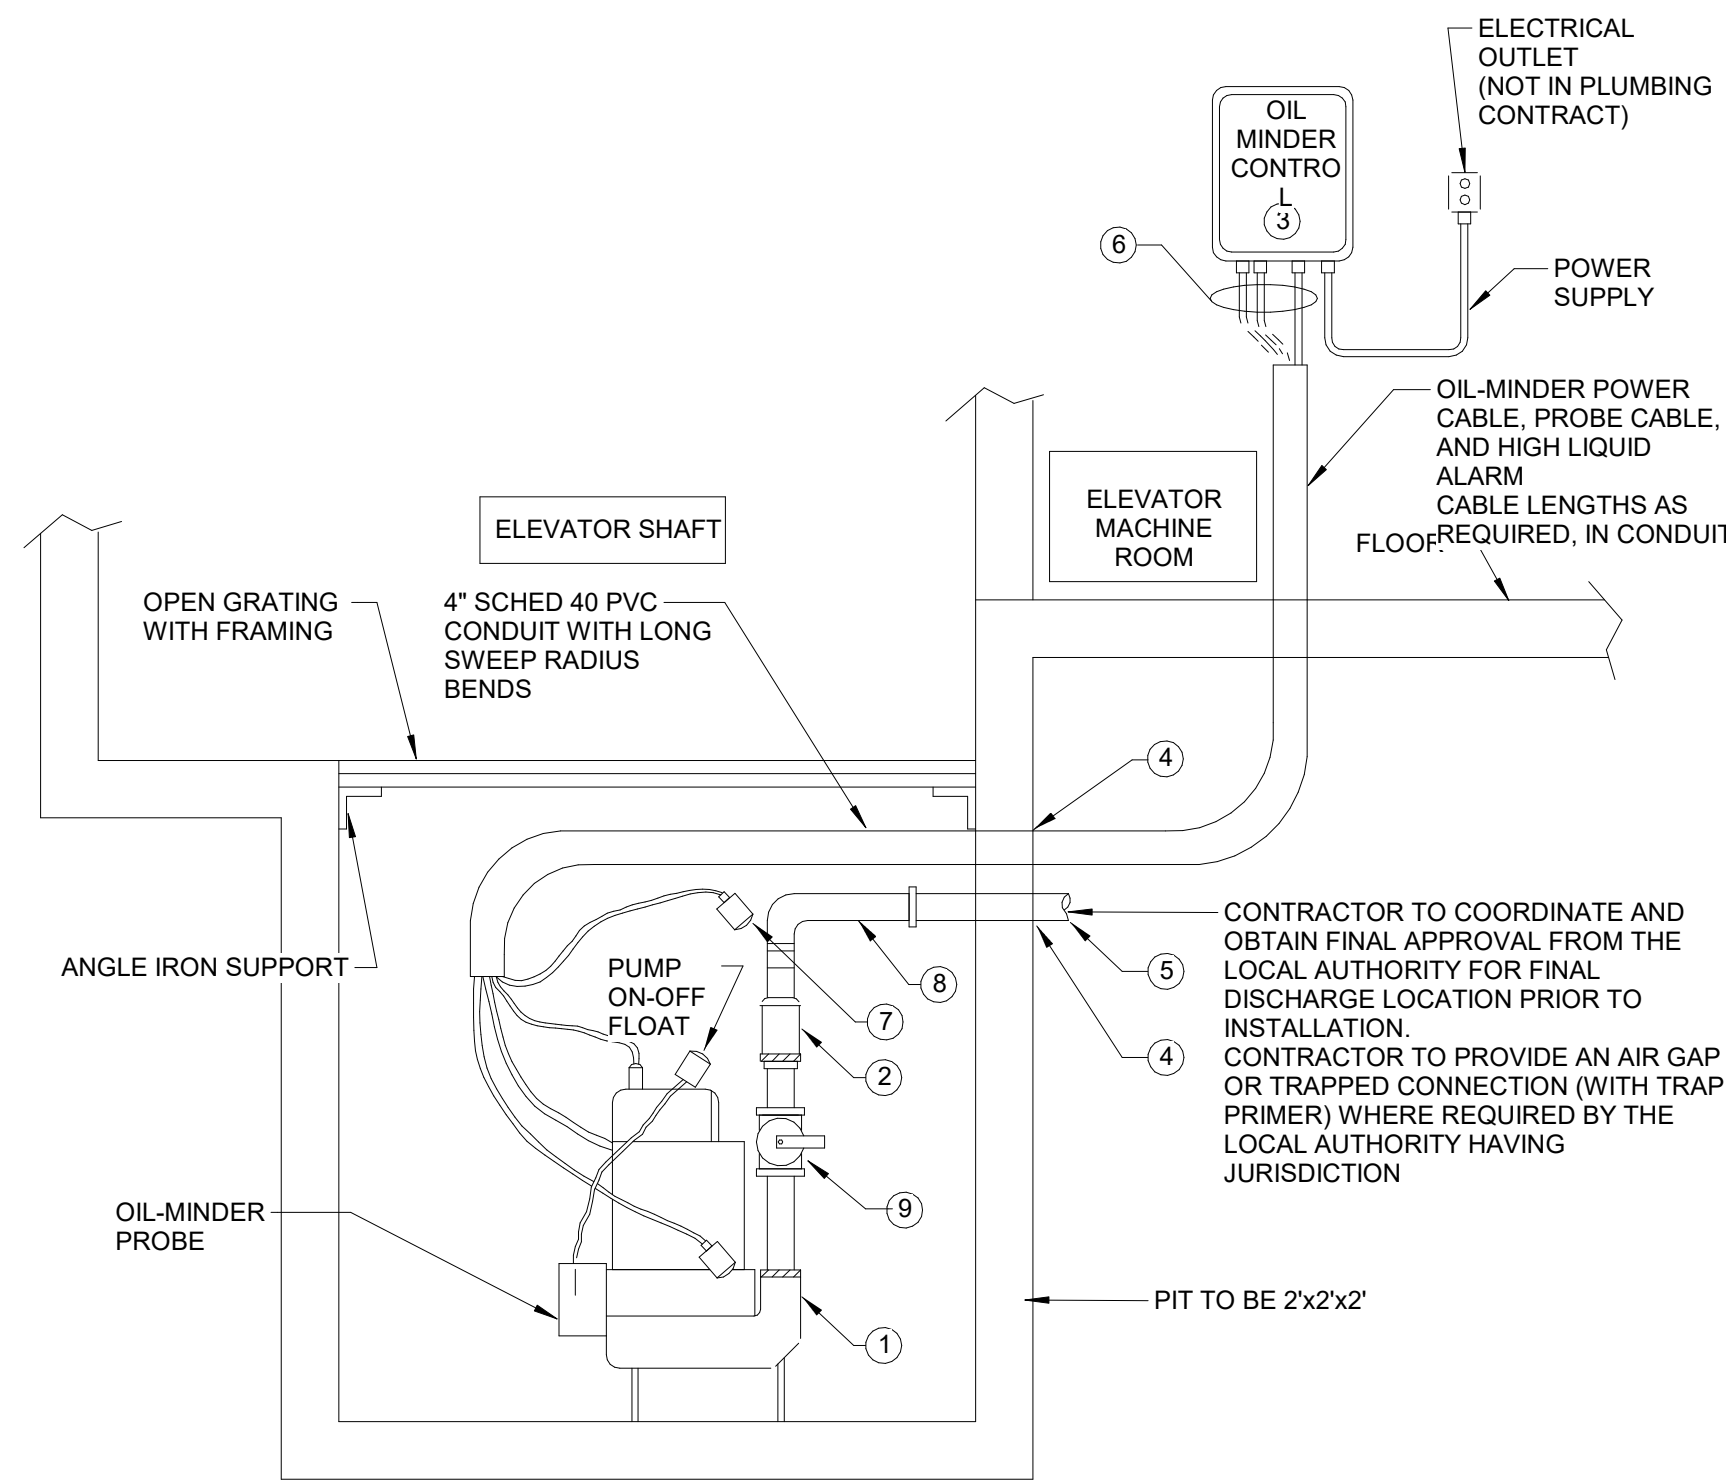 ELECTRICAL
OUTLET
(NOT IN PLUMBING
CONTRACT)
OIL
MINDER
CONTRO
L
3
6
POWER
SUPPLY
OIL-MINDER POWER
CABLE, PROBE CABLE,
AND HIGH LIQUID
ALARM
CABLE LENGTHS AS
REQUIRED, IN CONDUIT
FLOOR
ELEVATOR SHAFT
ELEVATOR
MACHINE
ROOM
OPEN GRATING
WITH FRAMING
4" SCHED 40 PVC
CONDUIT WITH LONG
SWEEP RADIUS
BENDS
4
ANGLE IRON SUPPORT
PUMP
ON-OFF
FLOAT
8
7
2
5
4
CONTRACTOR TO COORDINATE AND
OBTAIN FINAL APPROVAL FROM THE
LOCAL AUTHORITY FOR FINAL
DISCHARGE LOCATION PRIOR TO
INSTALLATION.
CONTRACTOR TO PROVIDE AN AIR GAP
OR TRAPPED CONNECTION (WITH TRAP
PRIMER) WHERE REQUIRED BY THE
LOCAL AUTHORITY HAVING
JURISDICTION
OIL-MINDER
PROBE
9
PIT TO BE 2'x2'x2'
1